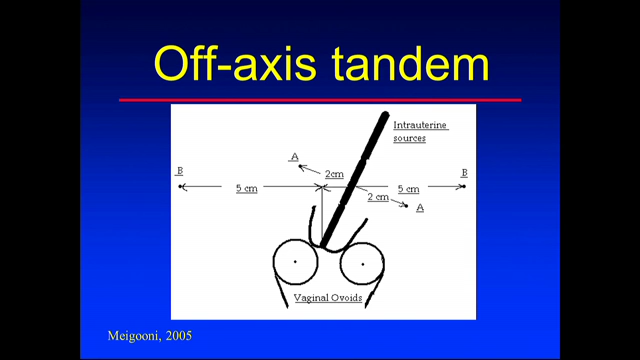 Off-axis tandem
Intrauterine
sources
A
2cm
B
B
5 cm
5 cm
2 cm
A
Vaginal Ovoids
Meigooni, 2005